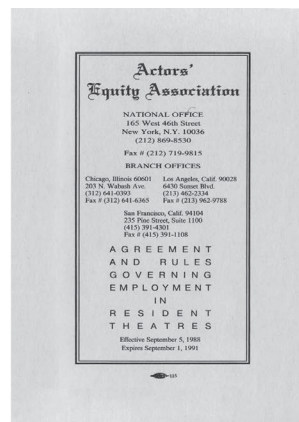 Actors'
Equity Association
NATIONAL OFFICE
165 West 46th Street
New York, N.Y. 10036
(212) 869-8530
Fax # (212) 719-9815
BRANCH OFFICES
Chicago, Illinois 60601
203 N. Wabash Ave.
(312) 641-0393
Fax # (312) 641-6365
Los Angeles, Calif. 90028
6430 Sunset Blvd.
(213) 462-2334
Fax # (213) 962-9788
San Francisco, Calif. 94104
235 Pine Street, Suite 1100
(415) 391-4301
Fax # (415) 391-1108
AGREEMENT
AND RULES
GOVERNING
EMPLOYMENT
IN
RESIDENT
THEATRES
Effective September 5, 1988
Expires September 1, 1991